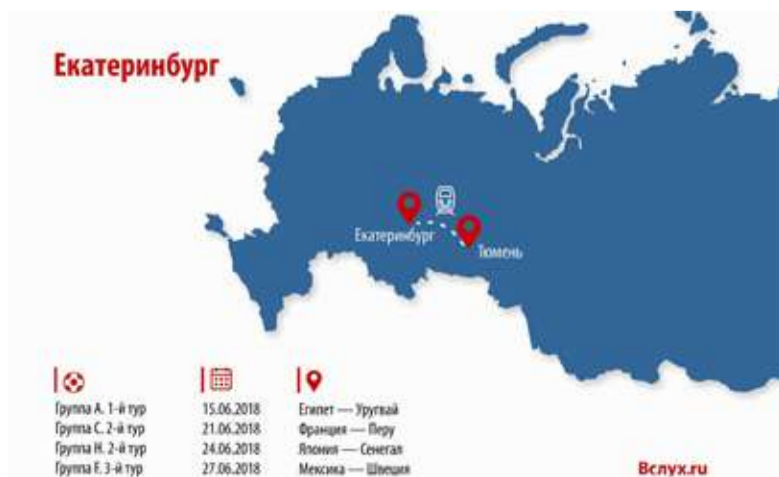 Екатеринбург
Екатеринбург
Тюмень
Группа A. 1-й тур 15.06.2018 Египет — Уругвай
Группа C. 2-й тур 21.06.2018 Франция — Перу
Группа H. 2-й тур 24.06.2018 Япония — Сенегал
Группа F. 3-й тур 27.06.2018 Мексика — Швеция
Вслух.ru